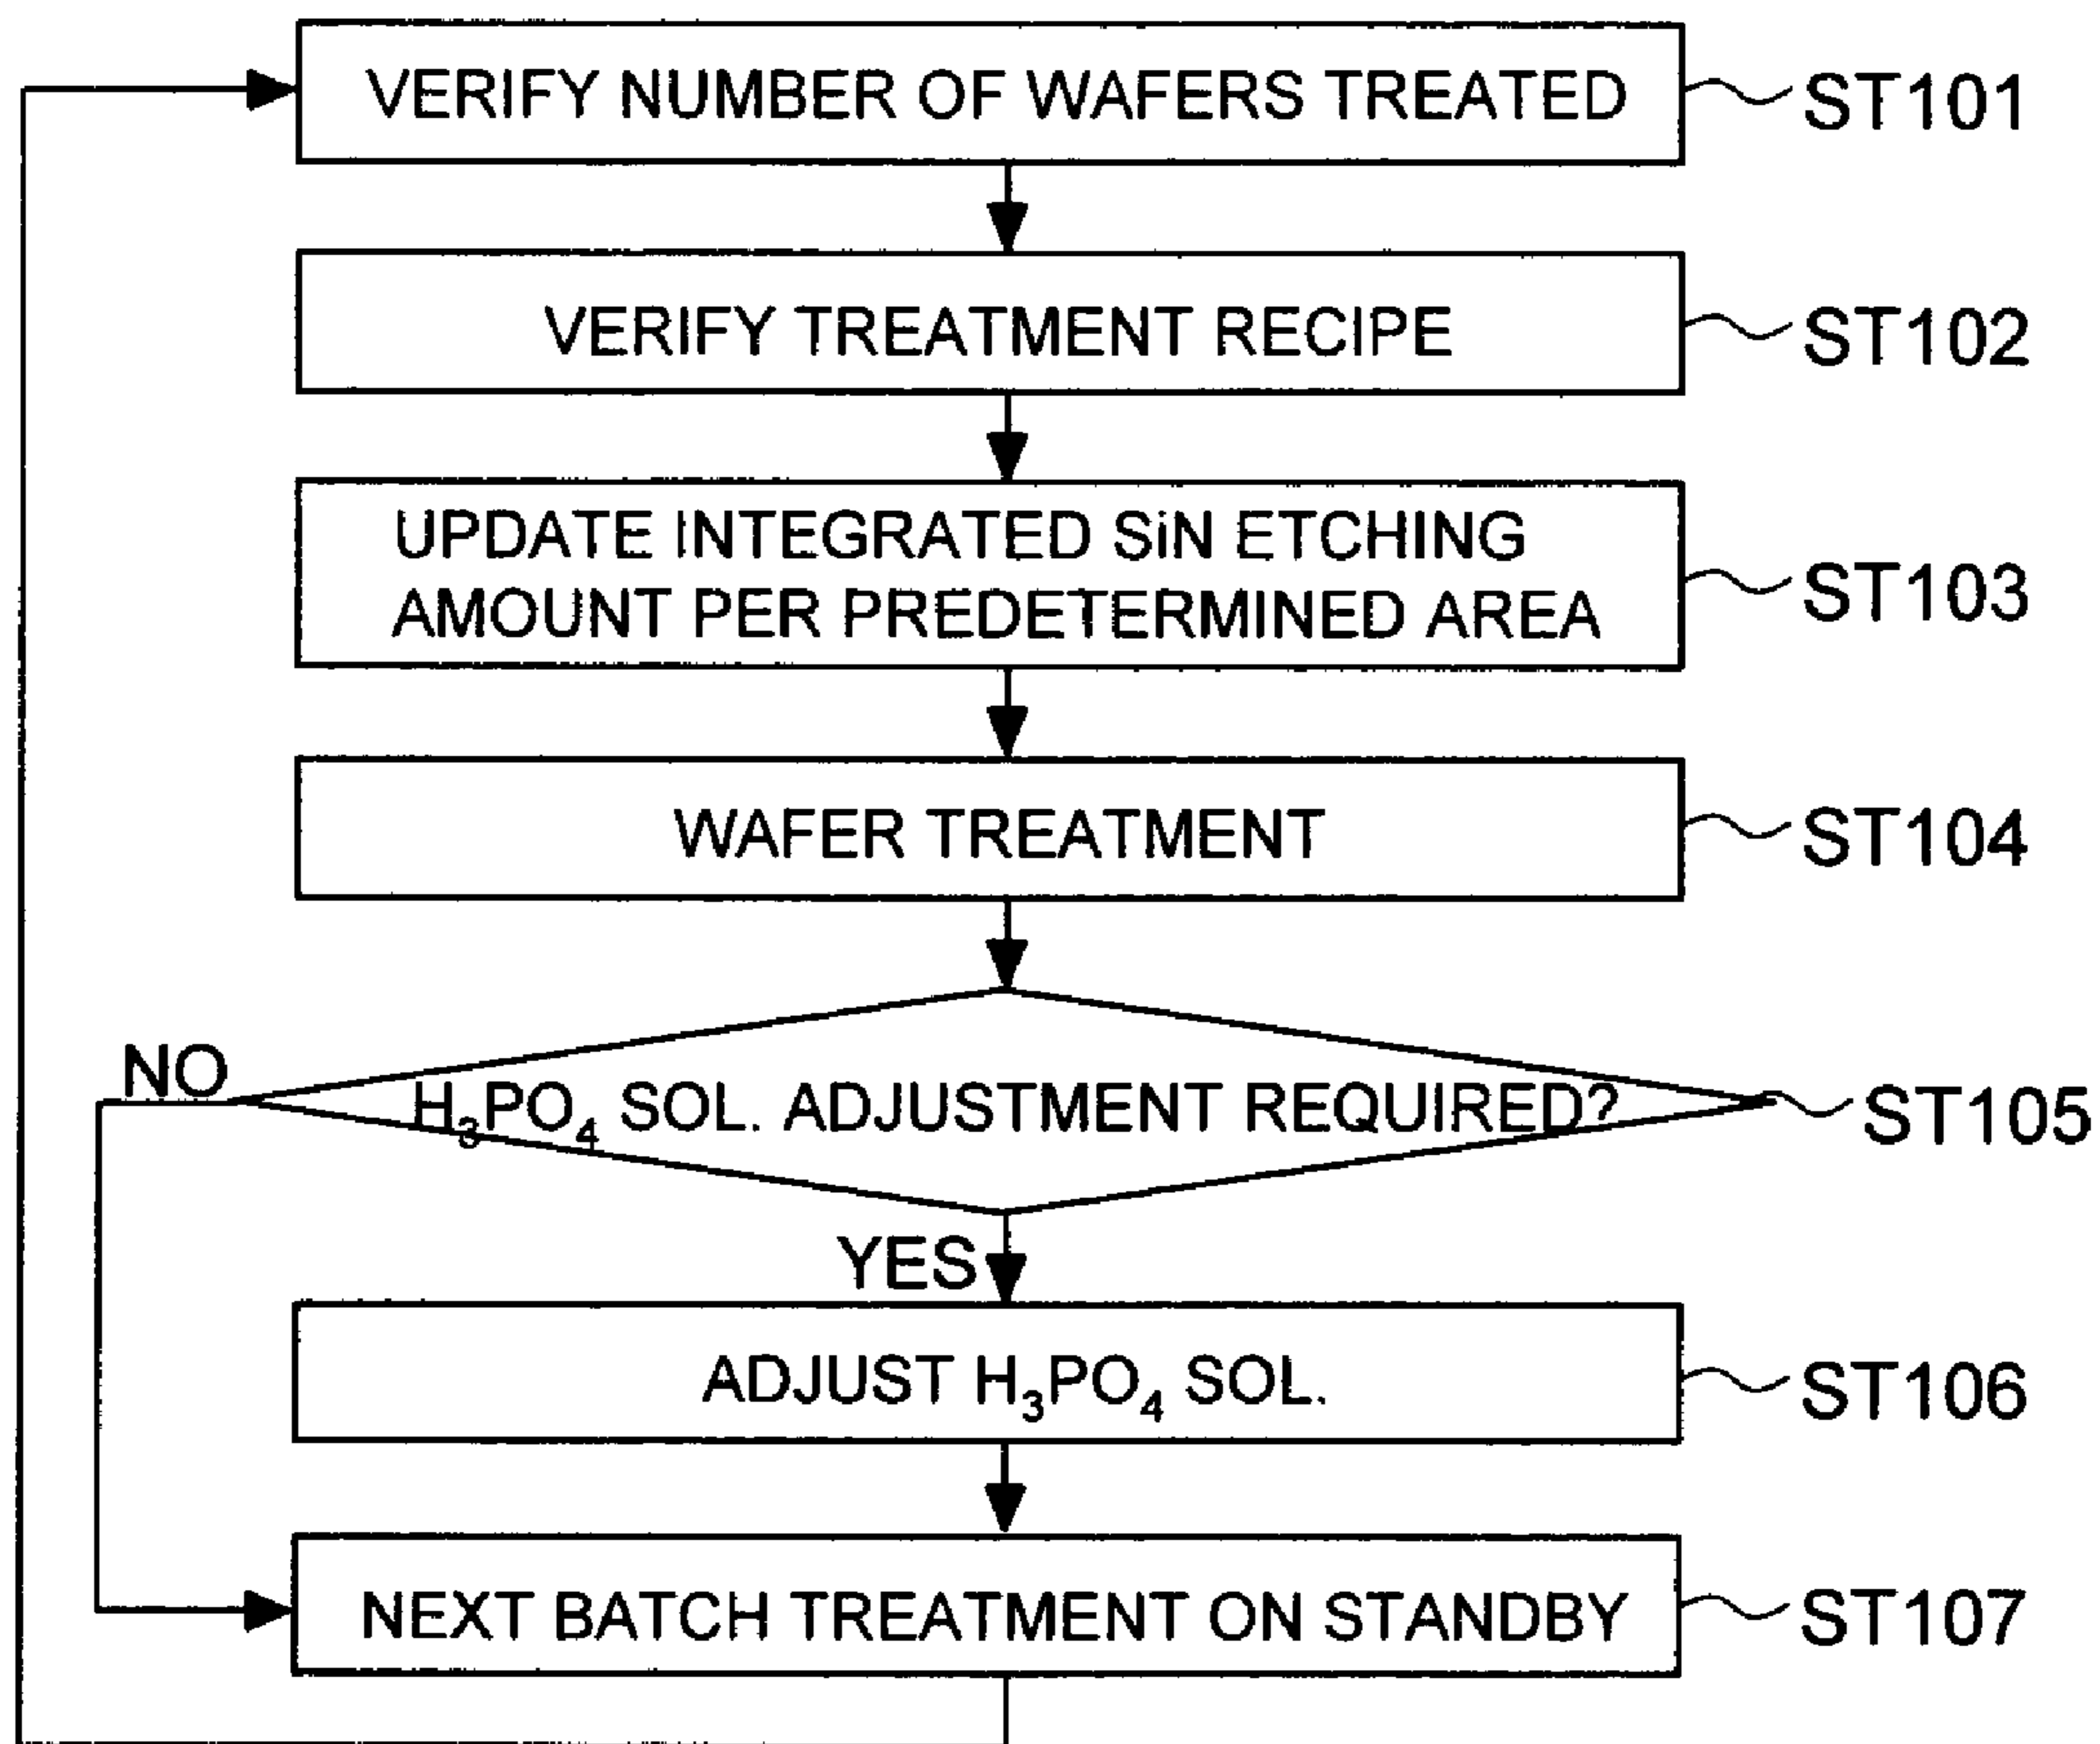 VERIFY NUMBER OF WAFERS TREATED
ST101
VERIFY TREATMENT RECIPE
ST102
UPDATE INTEGRATED SiN ETCHING
AMOUNT PER PREDETERMINED AREA
ST103
WAFER TREATMENT
ST104
NO
H₃PO₄ SOL. ADJUSTMENT REQUIRED?
ST105
YES
ADJUST H₃PO₄ SOL.
ST106
NEXT BATCH TREATMENT ON STANDBY
ST107